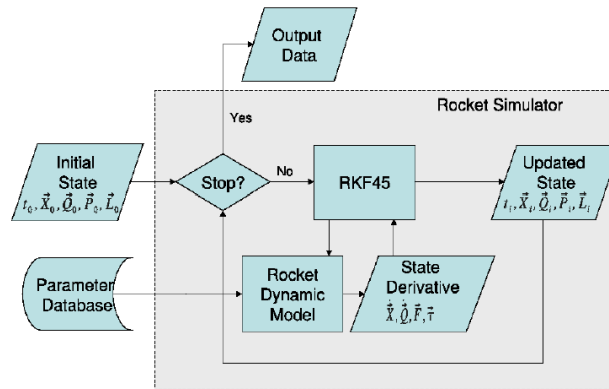 Output
Data
Rocket Simulator
Yes
Initial
State
t₀, X⃗₀, Q⃗₀, P⃗₀, L⃗₀
Stop?
No
RKF45
Updated
State
tᵢ, X⃗ᵢ, Q⃗ᵢ, P⃗ᵢ, L⃗ᵢ
Parameter
Database
Rocket
Dynamic
Model
State
Derivative
Ẋ⃗, Q̇⃗, F⃗, τ⃗